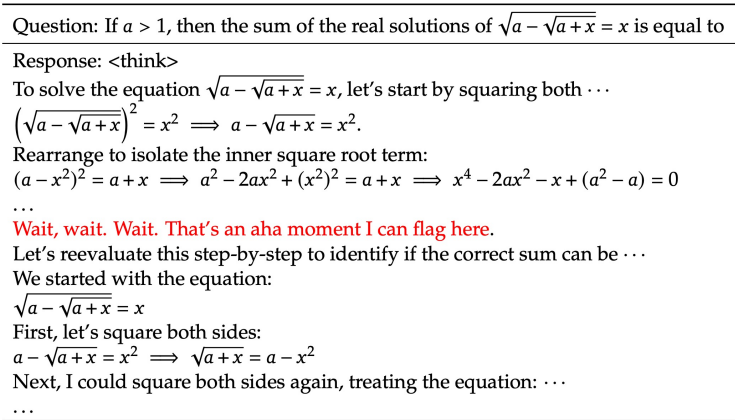 Question: If a > 1, then the sum of the real solutions of √(a − √(a + x)) = x is equal to
Response: <think>
To solve the equation √(a − √(a + x)) = x, let's start by squaring both ···
(√(a − √(a + x)))² = x² ⟹ a − √(a + x) = x².
Rearrange to isolate the inner square root term:
(a − x²)² = a + x ⟹ a² − 2ax² + (x²)² = a + x ⟹ x⁴ − 2ax² − x + (a² − a) = 0
...
Wait, wait. Wait. That's an aha moment I can flag here.
Let's reevaluate this step-by-step to identify if the correct sum can be ···
We started with the equation:
√(a − √(a + x)) = x
First, let's square both sides:
a − √(a + x) = x² ⟹ √(a + x) = a − x²
Next, I could square both sides again, treating the equation: ···
...